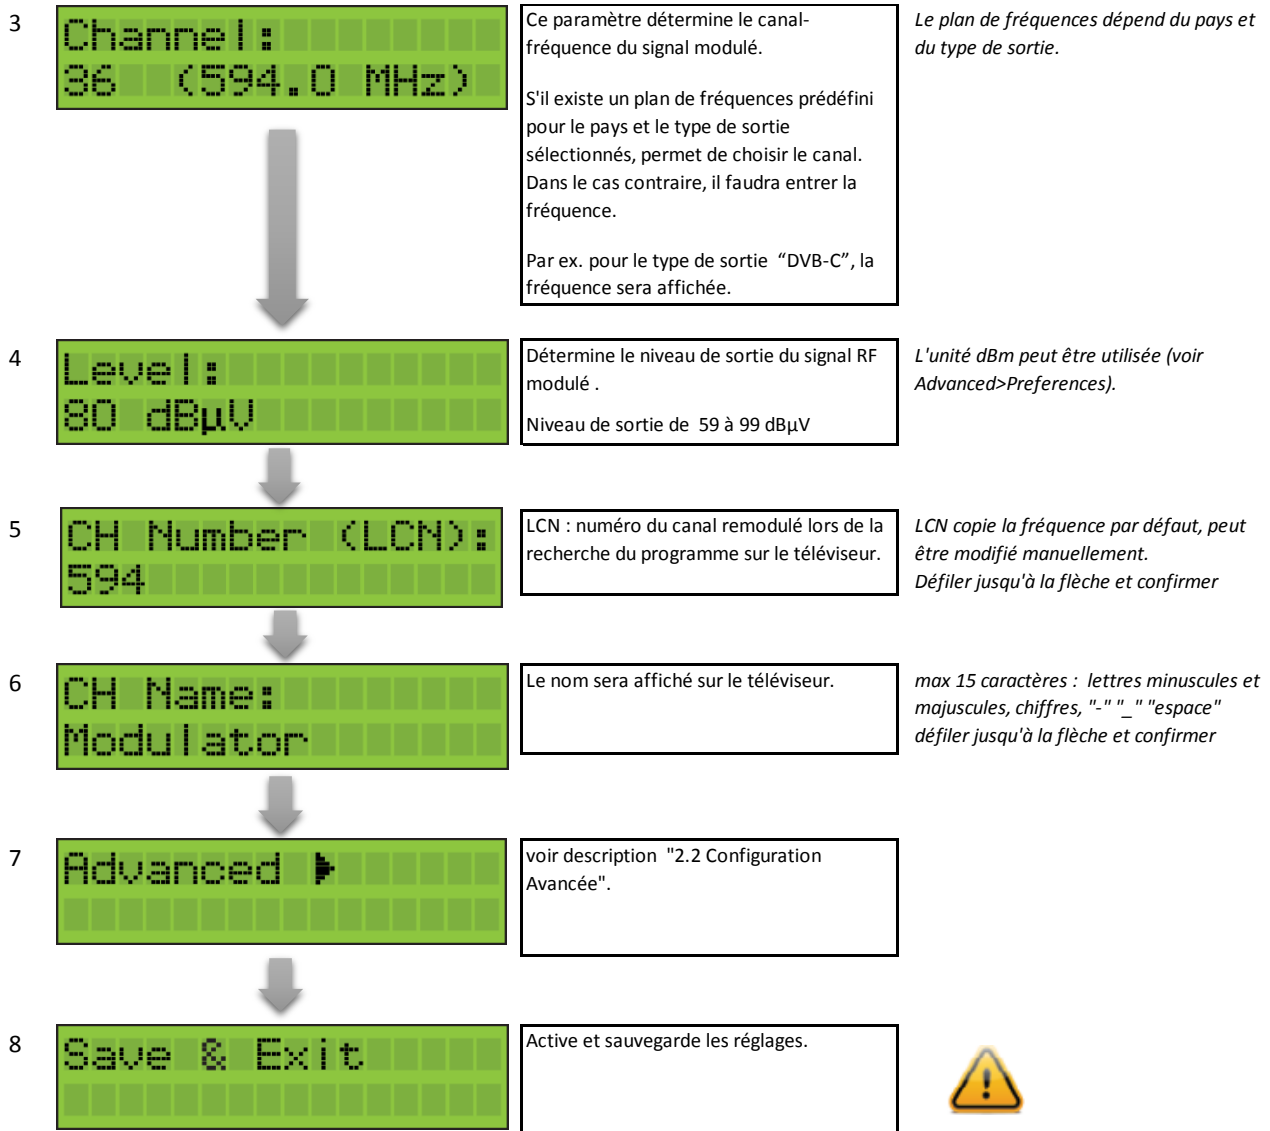 3
Channel:
36 (594.0 MHz)
Ce paramètre détermine le canal-
fréquence du signal modulé.
S'il existe un plan de fréquences prédéfini
pour le pays et le type de sortie
sélectionnés, permet de choisir le canal.
Dans le cas contraire, il faudra entrer la
fréquence.
Par ex. pour le type de sortie “DVB-C”, la
fréquence sera affichée.
Le plan de fréquences dépend du pays et
du type de sortie.
4
Level:
80 dBµV
Détermine le niveau de sortie du signal RF
modulé .
Niveau de sortie de 59 à 99 dBµV
L'unité dBm peut être utilisée (voir
Advanced>Preferences).
5
CH Number (LCN):
594
LCN : numéro du canal remodulé lors de la
recherche du programme sur le téléviseur.
LCN copie la fréquence par défaut, peut
être modifié manuellement.
Défiler jusqu'à la flèche et confirmer
6
CH Name:
Modulator
Le nom sera affiché sur le téléviseur.
max 15 caractères : lettres minuscules et
majuscules, chiffres, "-" "_" "espace"
défiler jusqu'à la flèche et confirmer
7
Advanced
voir description "2.2 Configuration
Avancée".
8
Save & Exit
Active et sauvegarde les réglages.